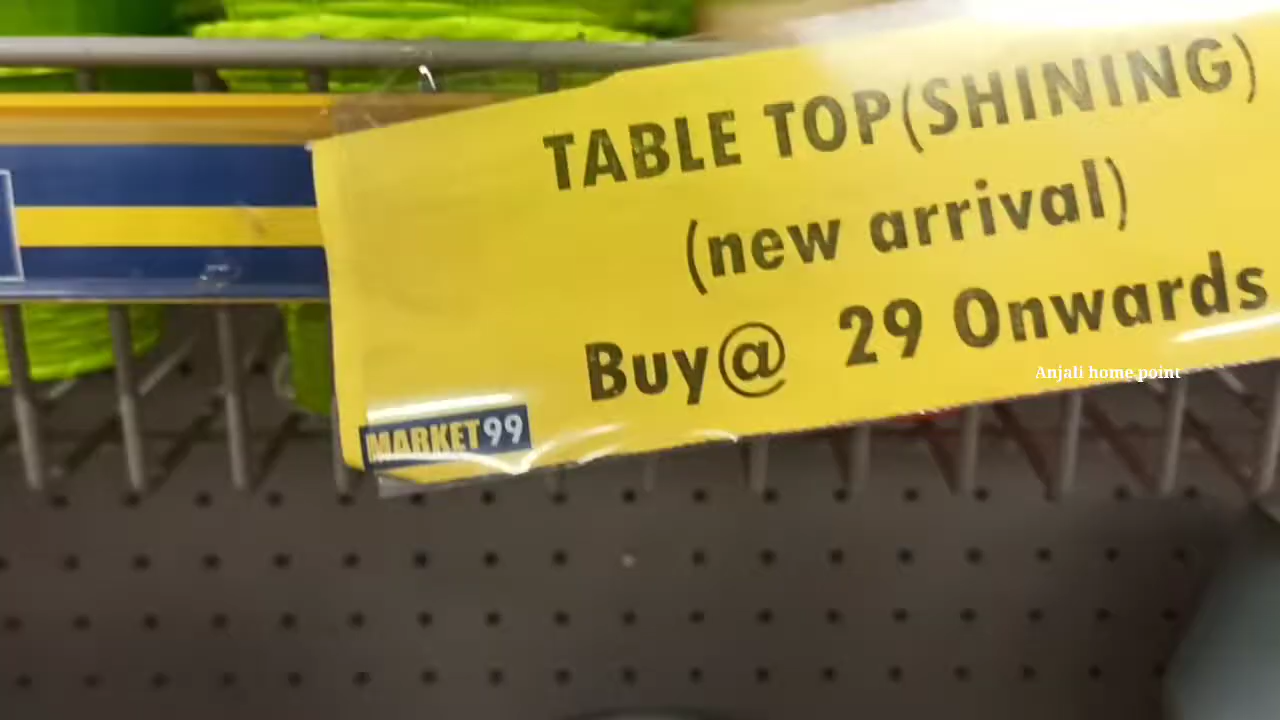 TABLE TOP(SHINING)
(new arrival)
Buy@ 29 Onwards
Anjali home point
MARKET99